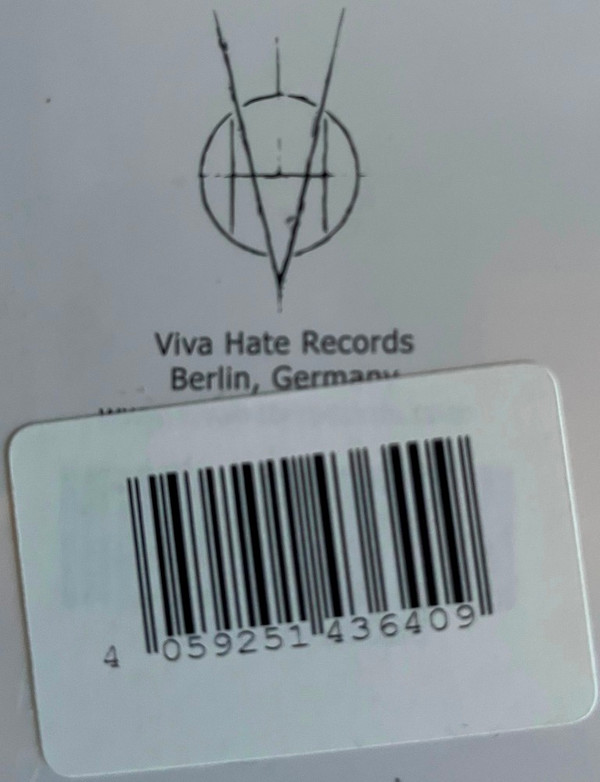 Viva Hate Records
Berlin, Germany
4 059251 436409